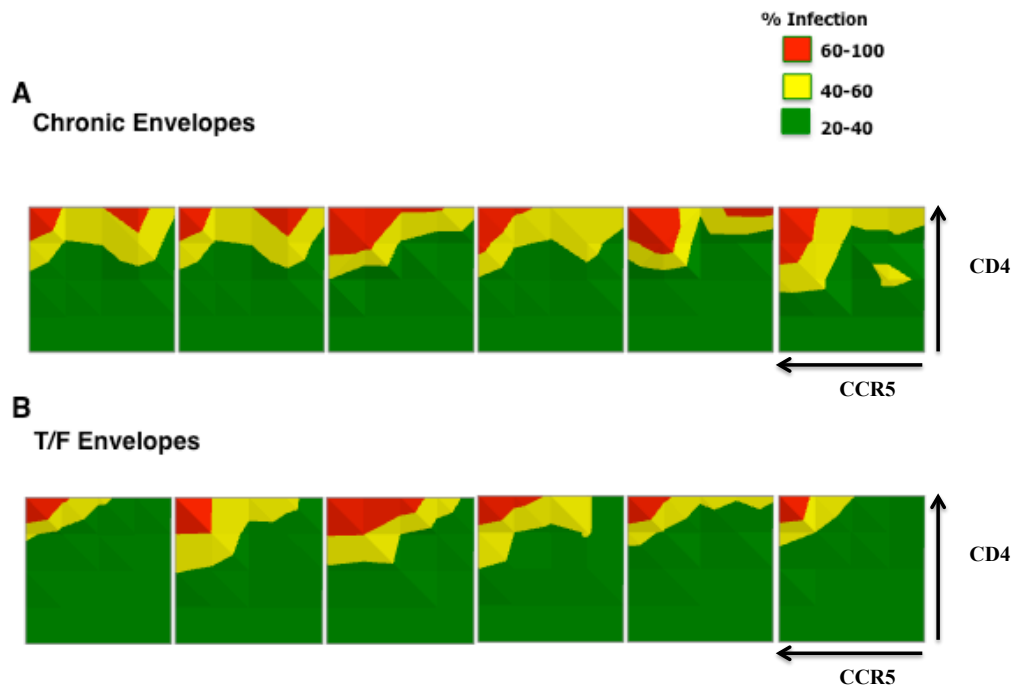 % Infection
60-100
40-60
20-40
A
Chronic Envelopes
CD4
CCR5
B
T/F Envelopes
CD4
CCR5